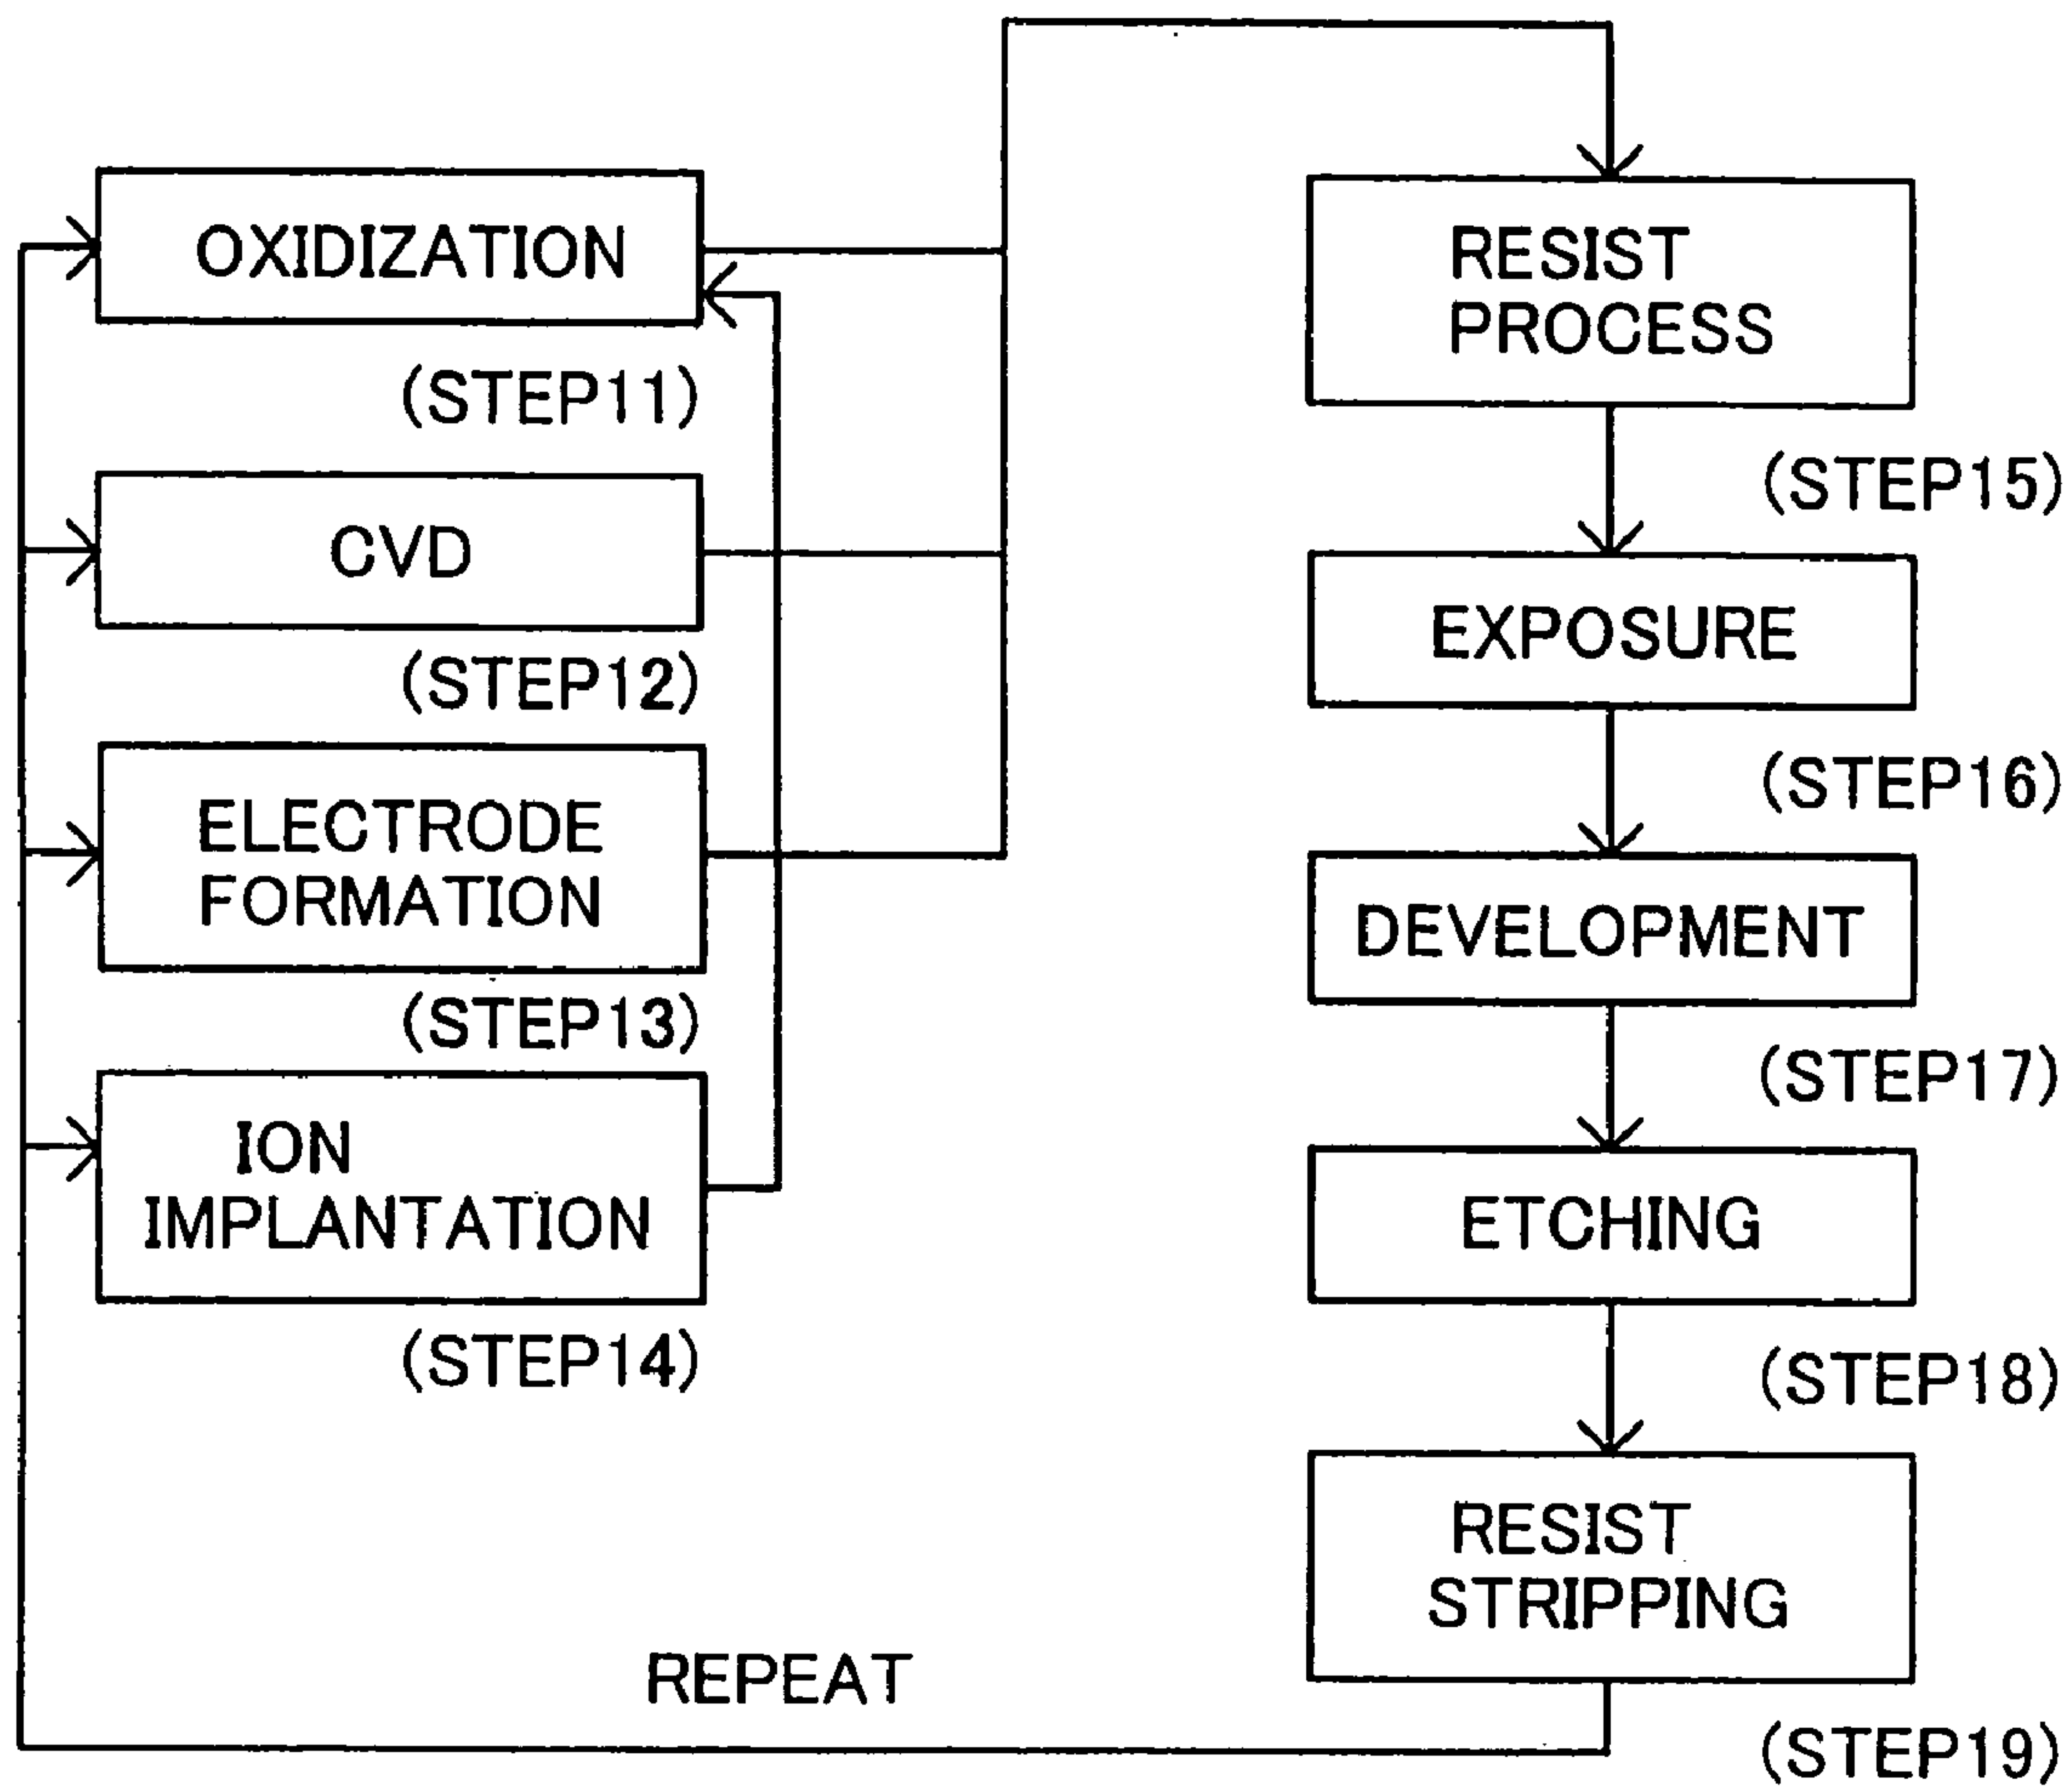 OXIDIZATION
(STEP11)
CVD
(STEP12)
ELECTRODE
FORMATION
(STEP13)
ION
IMPLANTATION
(STEP14)
RESIST
PROCESS
(STEP15)
EXPOSURE
(STEP16)
DEVELOPMENT
(STEP17)
ETCHING
(STEP18)
RESIST
STRIPPING
(STEP19)
REPEAT